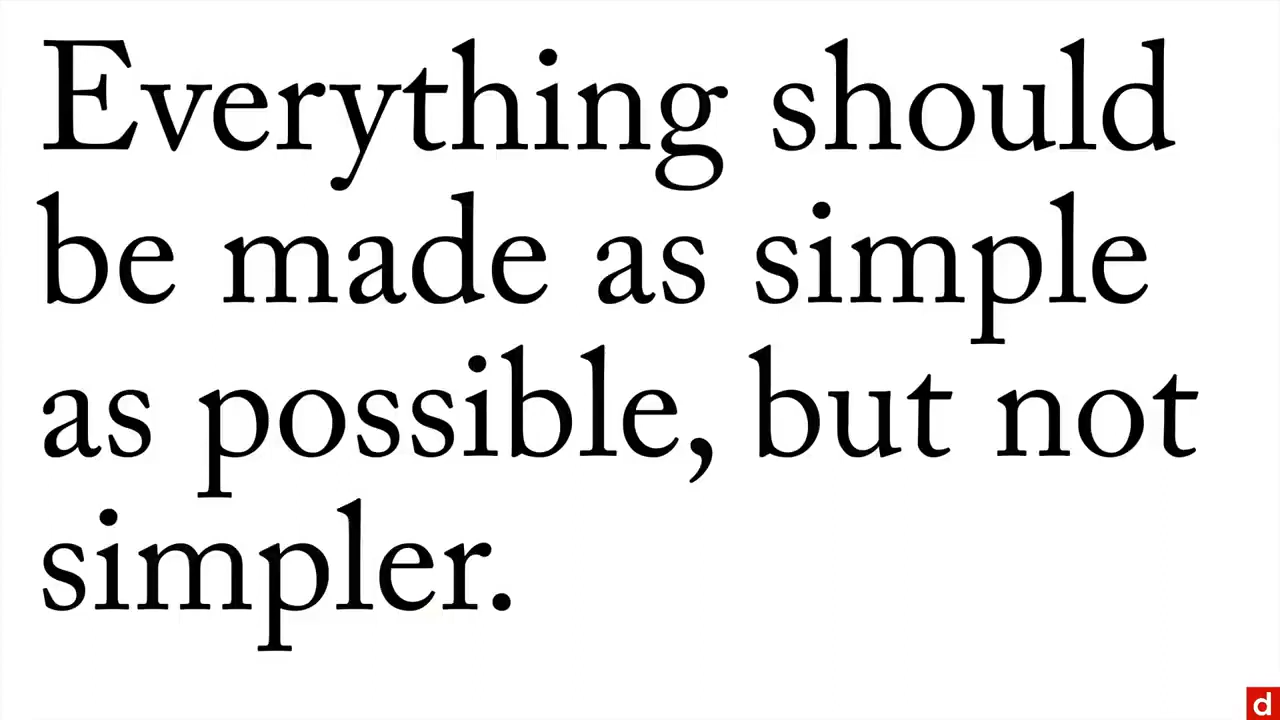 Everything should
be made as simple
as possible, but not
simpler.
d